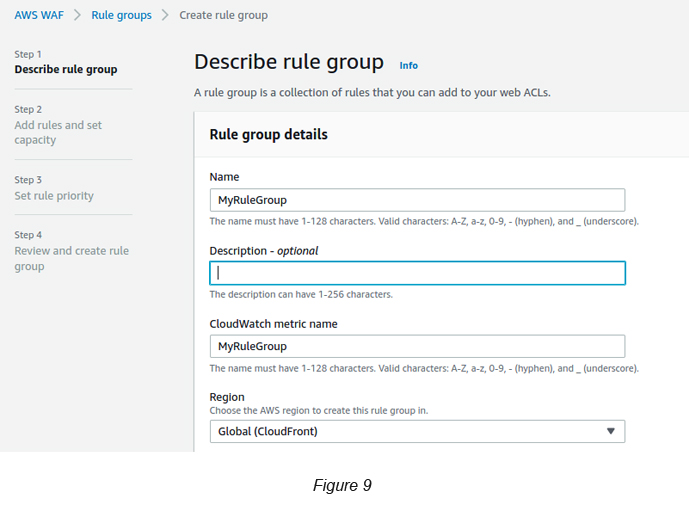 AWS WAF > Rule groups > Create rule group
Step 1
Describe rule group
Step 2
Add rules and set
capacity
Step 3
Set rule priority
Step 4
Review and create rule
group
Describe rule group Info
A rule group is a collection of rules that you can add to your web ACLs.
Rule group details
Name
MyRuleGroup
The name must have 1-128 characters. Valid characters: A-Z, a-z, 0-9, - (hyphen), and _ (underscore).
Description - optional
The description can have 1-256 characters.
CloudWatch metric name
MyRuleGroup
The name must have 1-128 characters. Valid characters: A-Z, a-z, 0-9, - (hyphen), and _ (underscore).
Region
Choose the AWS region to create this rule group in.
Global (CloudFront)
Figure 9